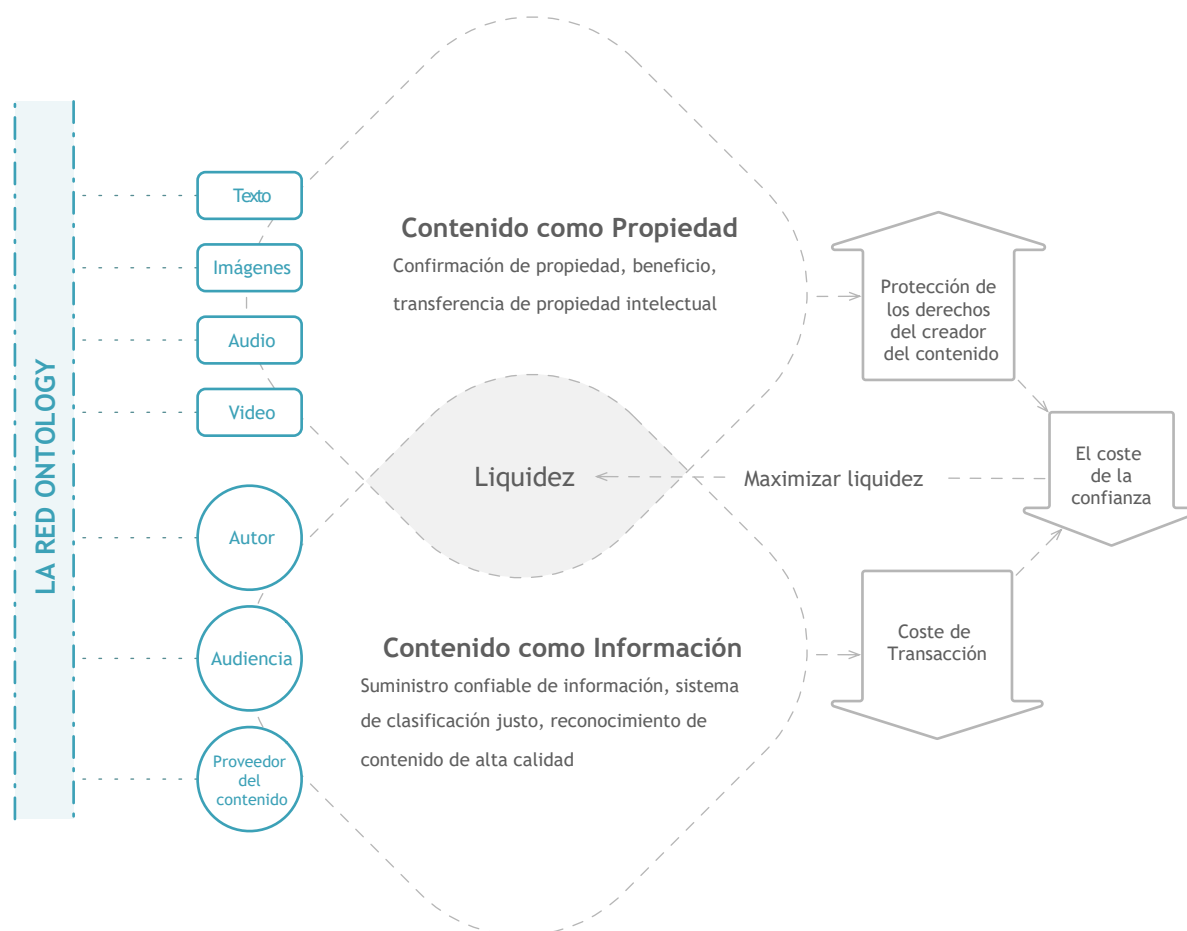 LA RED ONTOLOGY
Texto
Imágenes
Audio
Video
Autor
Audiencia
Proveedor
del
contenido
Contenido como Propiedad
Confirmación de propiedad, beneficio,
transferencia de propiedad intelectual
Liquidez
Maximizar liquidez
Contenido como Información
Suministro confiable de información, sistema
de clasificación justo, reconocimiento de
contenido de alta calidad
Protección de
los derechos
del creador
del contenido
El coste
de la
confianza
Coste de
Transacción